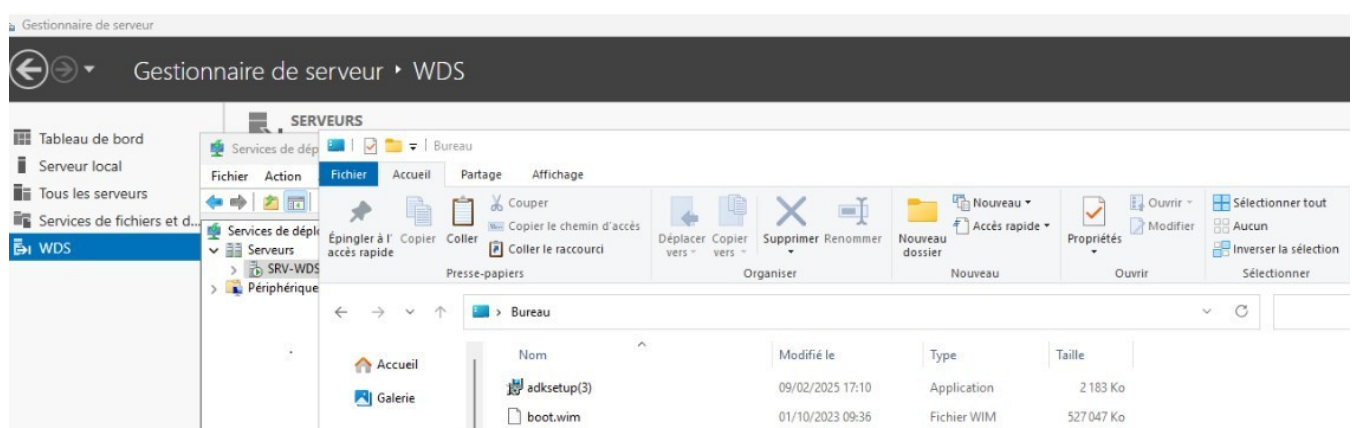 Gestionnaire de serveur
Gestionnaire de serveur • WDS
SERVEURS
Tableau de bord
Serveur local
Tous les serveurs
Services de fichiers et d...
WDS
Services de dép
Fichier Action
Services de déplo
Serveurs
SRV-WDS
Périphérique
Bureau
Fichier Accueil Partage Affichage
Épingler à l' accès rapide
Copier
Coller
Couper
Copier le chemin d'accès
Coller le raccourci
Presse-papiers
Déplacer vers
Copier vers
Supprimer
Renommer
Organiser
Nouveau dossier
Nouveau
Accès rapide
Nouveau
Propriétés
Ouvrir
Modifier
Ouvrir
Sélectionner tout
Aucun
Inverser la sélection
Sélectionner
Bureau
Accueil
Galerie
Nom Modifié le Type Taille
adksetup(3) 09/02/2025 17:10 Application 2 183 Ko
boot.wim 01/10/2023 09:36 Fichier WIM 527 047 Ko